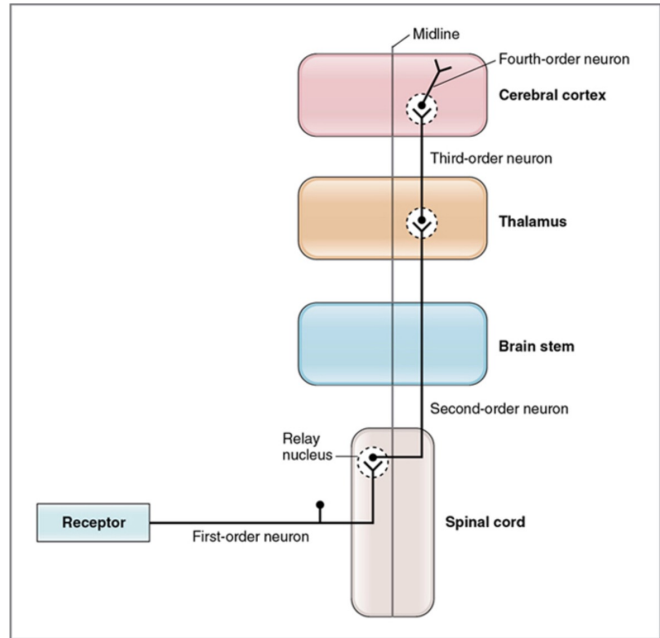 Midline
Fourth-order neuron
Cerebral cortex
Third-order neuron
Thalamus
Brain stem
Second-order neuron
Relay
nucleus
Receptor
First-order neuron
Spinal cord